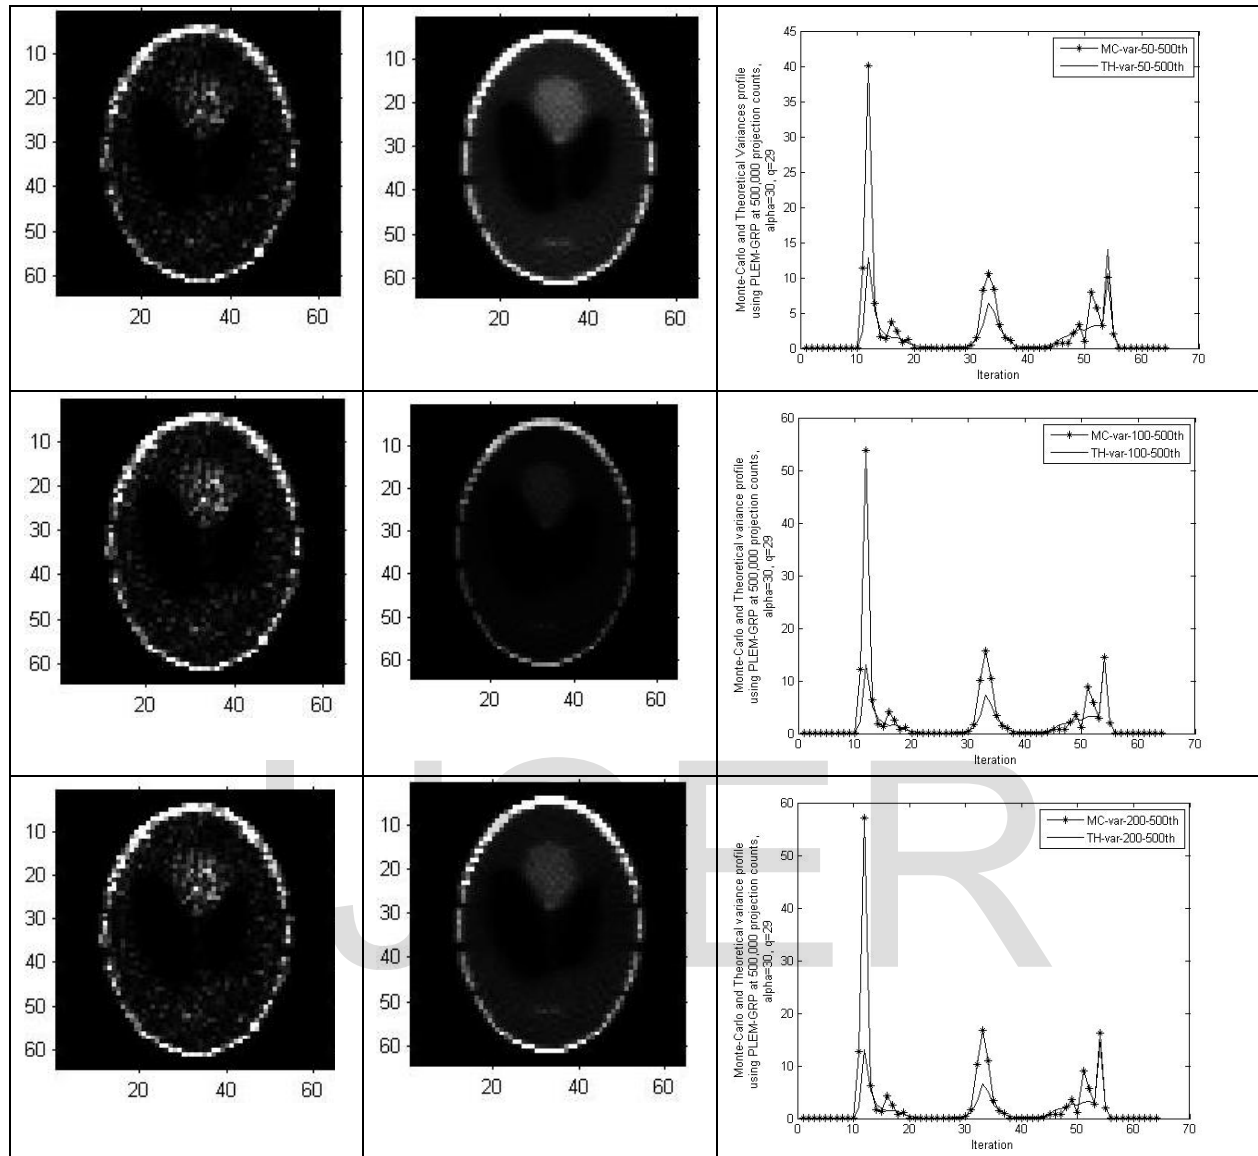 10
20
30
40
50
60
20 40 60
10
20
30
40
50
60
20 40 60
Monte-Carlo and Theoretical Variances profile
using PLEM-GRP at 500,000 projection counts,
alpha=30, q=29
45
40
35
30
25
20
15
10
5
0
0 10 20 30 40 50 60 70
Iteration
MC-var-50-500th
TH-var-50-500th
10
20
30
40
50
60
20 40 60
10
20
30
40
50
60
20 40 60
Monte-Carlo and Theoretical variance profile
using PLEM-GRP at 500,000 projection counts,
alpha=30, q=29
60
50
40
30
20
10
0
0 10 20 30 40 50 60 70
Iteration
MC-var-100-500th
TH-var-100-500th
10
20
30
40
50
60
20 40 60
10
20
30
40
50
60
20 40 60
Monte-Carlo and Theoretical variance profile
using PLEM-GRP at 500,000 projection counts,
alpha=30, q=29
60
50
40
30
20
10
0
0 10 20 30 40 50 60 70
Iteration
MC-var-200-500th
TH-var-200-500th
IJSER